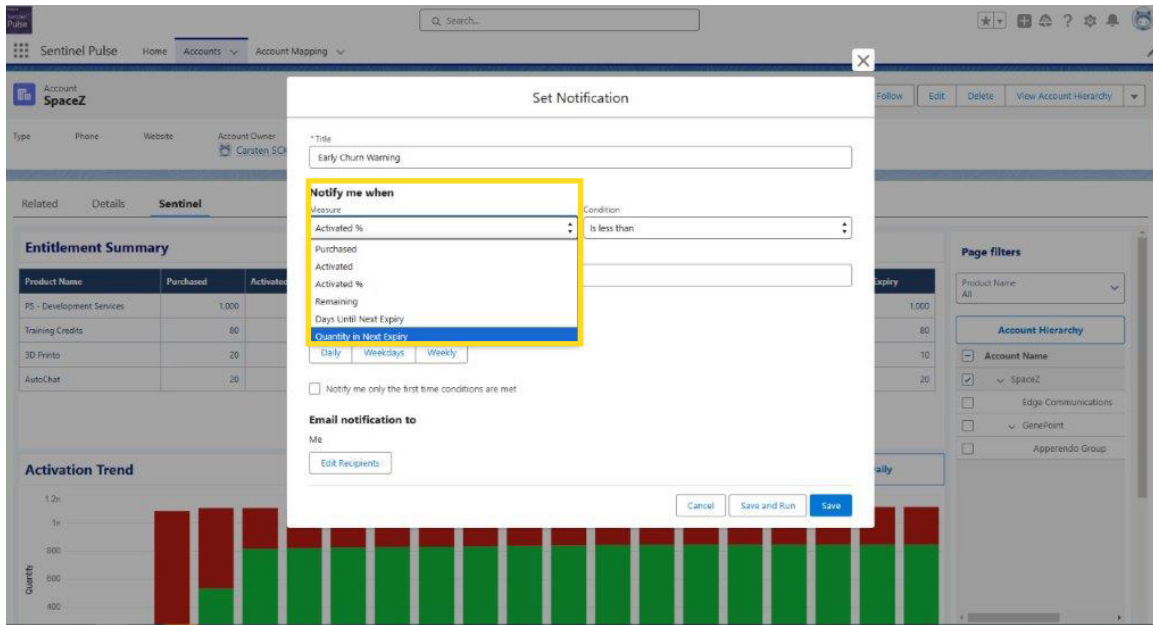 Pulse
Search...
Sentinel Pulse Home Accounts Account Mapping
Account
SpaceZ
Follow Edit Delete View Account Hierarchy
Type Phone Website Account Owner
Carsten SCH
Related Details Sentinel
Entitlement Summary
Product Name Purchased Activated
PS - Development Services 1,000
Training Credits 80
3D Printo 20
AutoChat 20
Expiry
1,000
80
10
20
Activation Trend
1.2
1
800
600
400
Quantity
Set Notification
* Title
Early Churn Warning
Notify me when
Measure Condition
Activated % Is less than
Purchased
Activated
Activated %
Remaining
Days Until Next Expiry
Quantity in Next Expiry
Daily Weekdays Weekly
Notify me only the first time conditions are met
Email notification to
Me
Edit Recipients
Cancel Save and Run Save
Page filters
Product Name
All
Account Hierarchy
Account Name
SpaceZ
Edge Communications
GenePoint
Apperendo Group